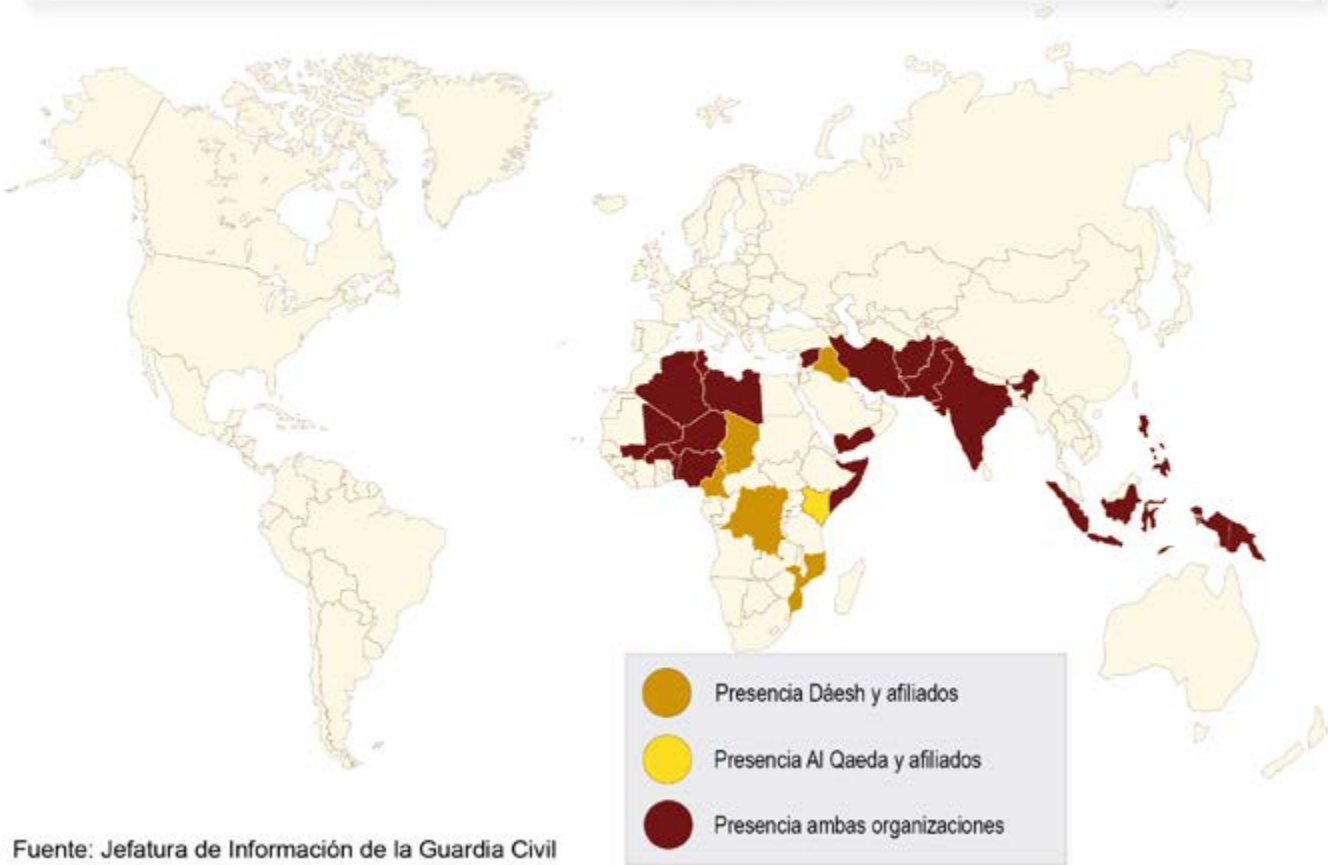 Presencia Dáesh y afiliados
Presencia Al Qaeda y afiliados
Presencia ambas organizaciones
Fuente: Jefatura de Información de la Guardia Civil